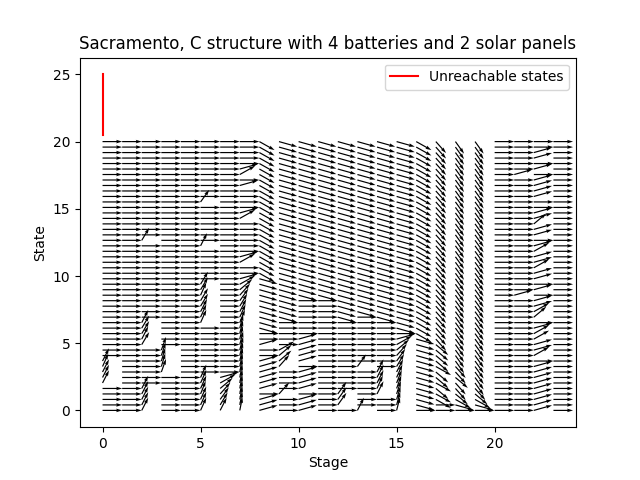 Sacramento, C structure with 4 batteries and 2 solar panels
Unreachable states
25
20
15
10
5
0
State
0 5 10 15 20
Stage